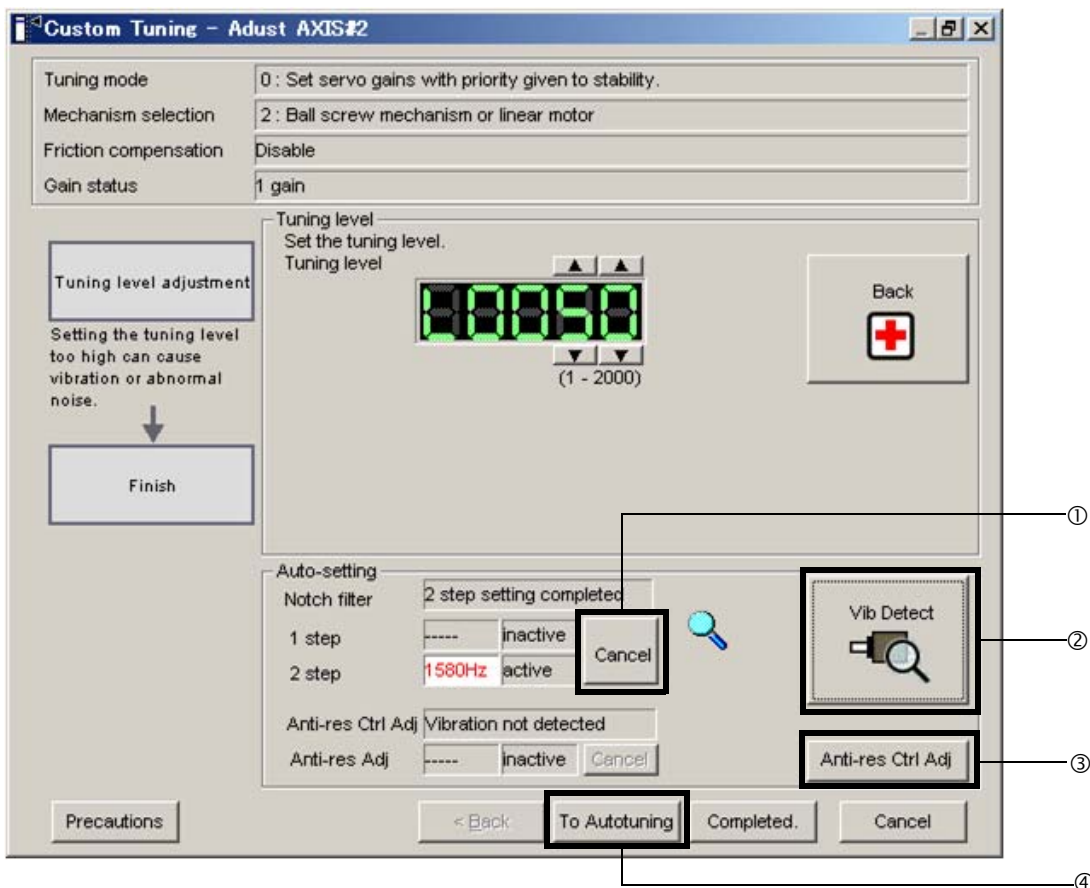 Custom Tuning - Adust AXIS#2
Tuning mode 0 : Set servo gains with priority given to stability.
Mechanism selection 2 : Ball screw mechanism or linear motor
Friction compensation Disable
Gain status 1 gain
Tuning level adjustment
Setting the tuning level
too high can cause
vibration or abnormal
noise.
Finish
Tuning level
Set the tuning level.
Tuning level
L0050
(1 - 2000)
Back
Auto-setting
Notch filter 2 step setting completed
1 step ----- inactive
2 step 1580Hz active
Cancel
Vib Detect
Anti-res Ctrl Adj Vibration not detected
Anti-res Adj ----- inactive Cancel
Anti-res Ctrl Adj
Precautions
< Back
To Autotuning
Completed.
Cancel
①
②
③
④